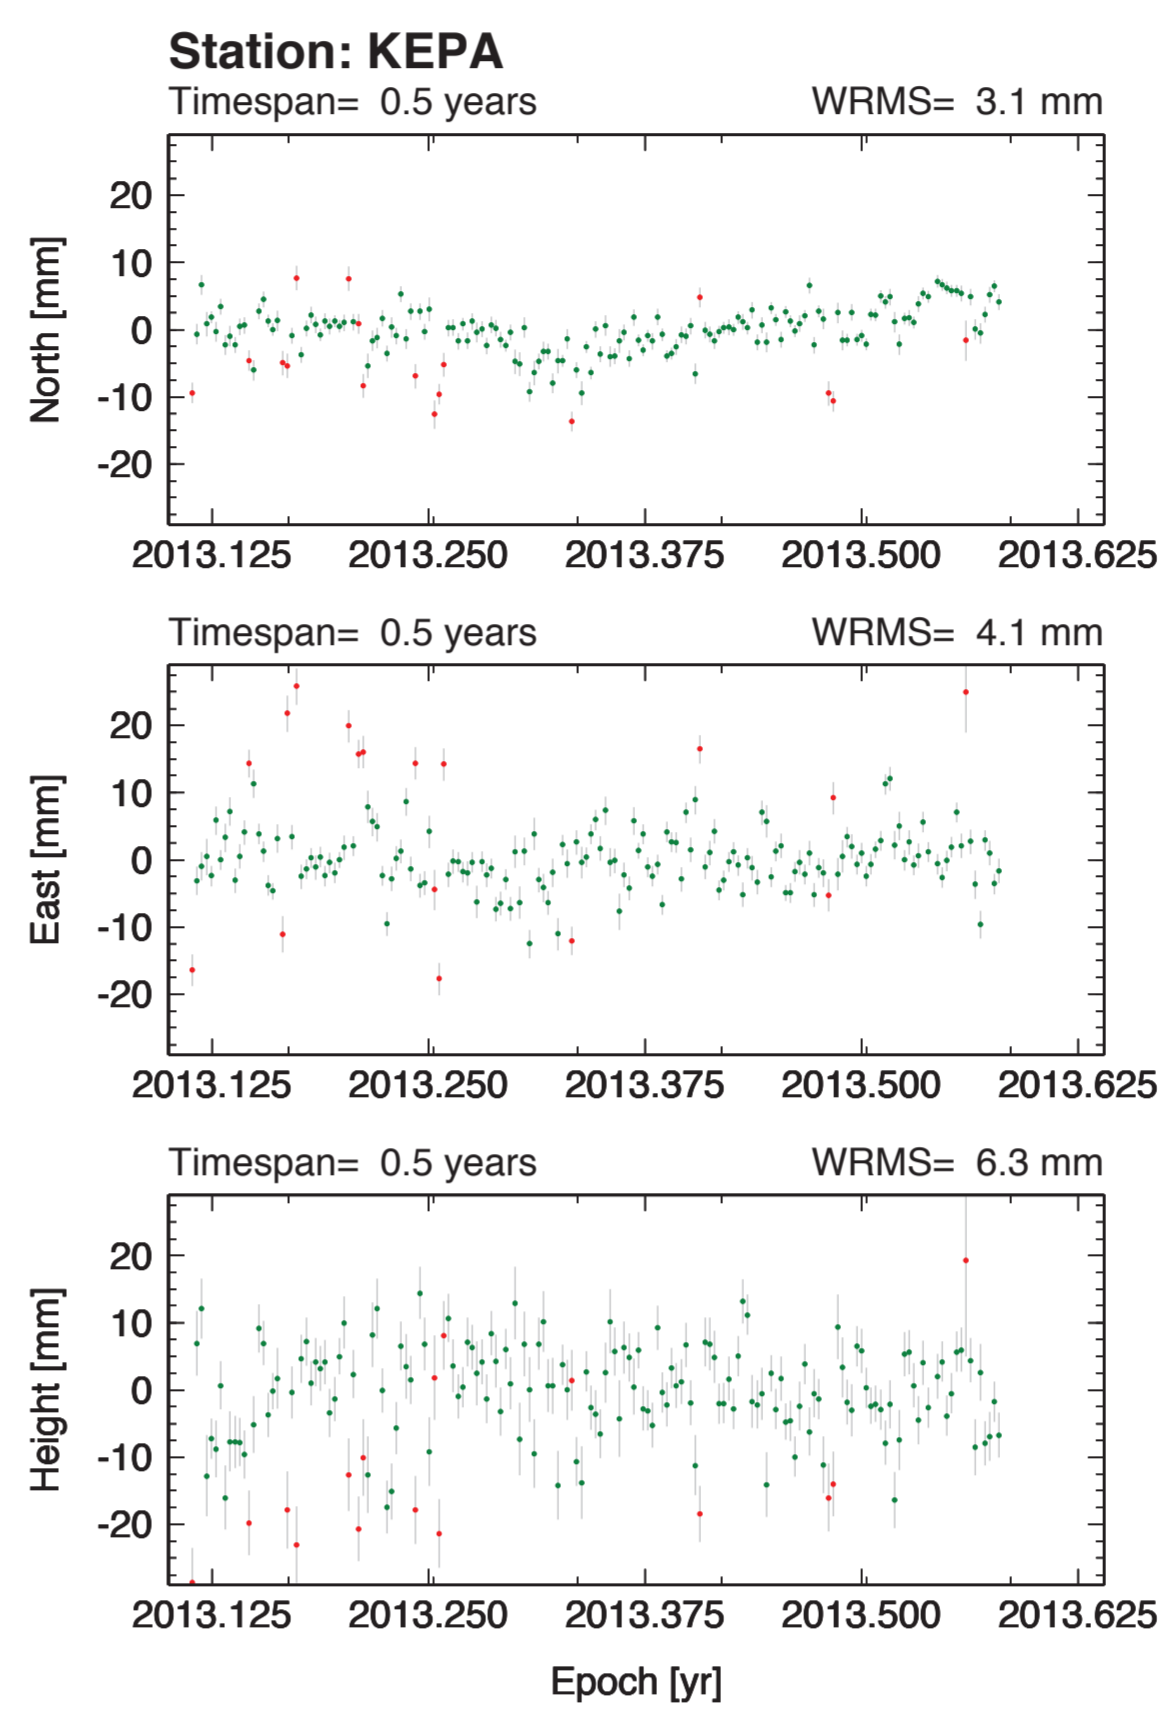 Station: KEPA
Timespan= 0.5 years WRMS= 3.1 mm
20
10
0
-10
-20
North [mm]
2013.125 2013.250 2013.375 2013.500 2013.625
Timespan= 0.5 years WRMS= 4.1 mm
20
10
0
-10
-20
East [mm]
2013.125 2013.250 2013.375 2013.500 2013.625
Timespan= 0.5 years WRMS= 6.3 mm
20
10
0
-10
-20
Height [mm]
2013.125 2013.250 2013.375 2013.500 2013.625
Epoch [yr]